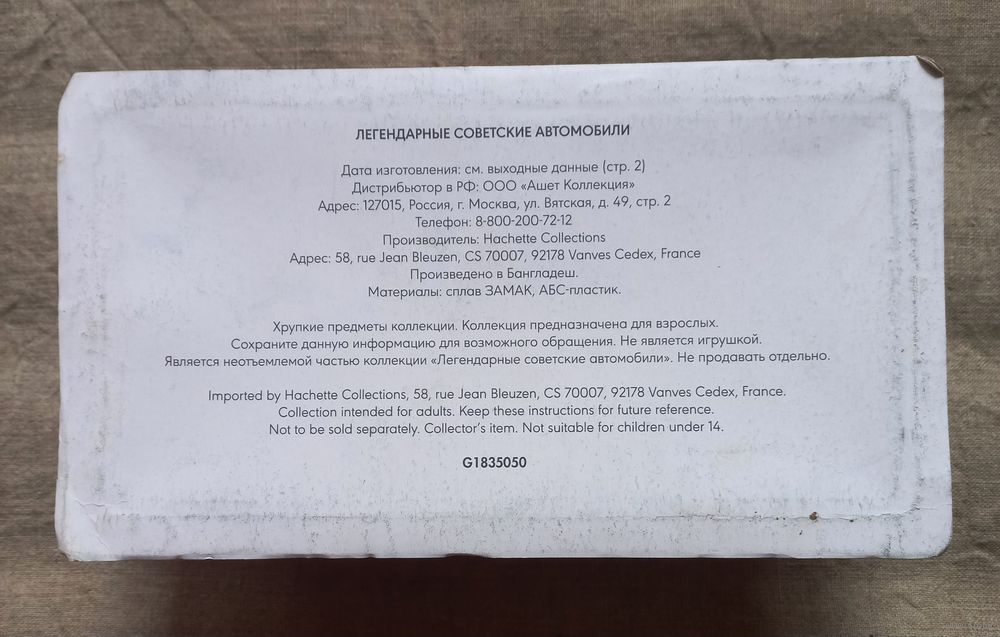 ЛЕГЕНДАРНЫЕ СОВЕТСКИЕ АВТОМОБИЛИ
Дата изготовления: см. выходные данные (стр. 2)
Дистрибьютор в РФ: ООО «Ашет Коллекция»
Адрес: 127015, Россия, г. Москва, ул. Вятская, д. 49, стр. 2
Телефон: 8-800-200-72-12
Производитель: Hachette Collections
Адрес: 58, rue Jean Bleuzen, CS 70007, 92178 Vanves Cedex, France
Произведено в Бангладеш.
Материалы: сплав ЗАМАК, АБС-пластик.
Хрупкие предметы коллекции. Коллекция предназначена для взрослых.
Сохраните данную информацию для возможного обращения. Не является игрушкой.
Является неотъемлемой частью коллекции «Легендарные советские автомобили». Не продавать отдельно.
Imported by Hachette Collections, 58, rue Jean Bleuzen, CS 70007, 92178 Vanves Cedex, France.
Collection intended for adults. Keep these instructions for future reference.
Not to be sold separately. Collector's item. Not suitable for children under 14.
G1835050